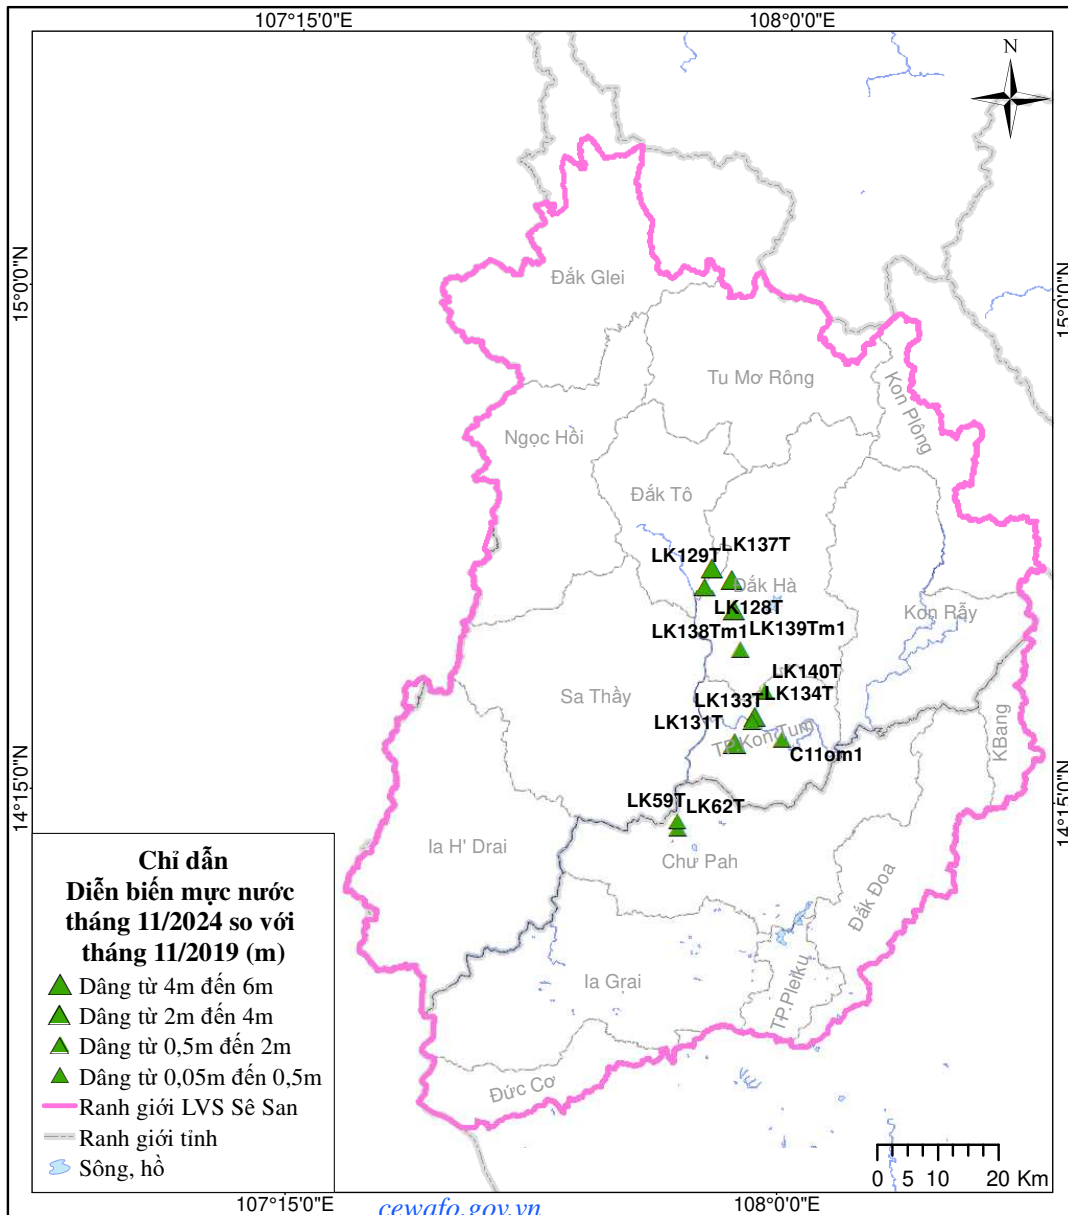 107°15'0"E
108°0'0"E
N
15°0'0"N
15°0'0"N
Đắk Glei
Tu Mơ Rông
Kon Plông
Ngọc Hồi
Đắk Tô
LK137T
LK129T
Đắk Hà
LK128T
Kon Rẫy
LK138Tm1
LK139Tm1
LK140T
Sa Thầy
LK133T
LK134T
LK131T
TP.Kon Tum
KBang
C11om1
14°15'0"N
14°15'0"N
LK59T
LK62T
Ia H' Drai
Chư Pah
Đắk Đoa
Ia Grai
TP.Pleiku
Đức Cơ
Chỉ dẫn
Diễn biến mực nước
tháng 11/2024 so với
tháng 11/2019 (m)
Dâng từ 4m đến 6m
Dâng từ 2m đến 4m
Dâng từ 0,5m đến 2m
Dâng từ 0,05m đến 0,5m
Ranh giới LVS Sê San
Ranh giới tỉnh
Sông, hồ
0 5 10 20 Km
107°15'0"E
108°0'0"E
cewafo.gov.vn